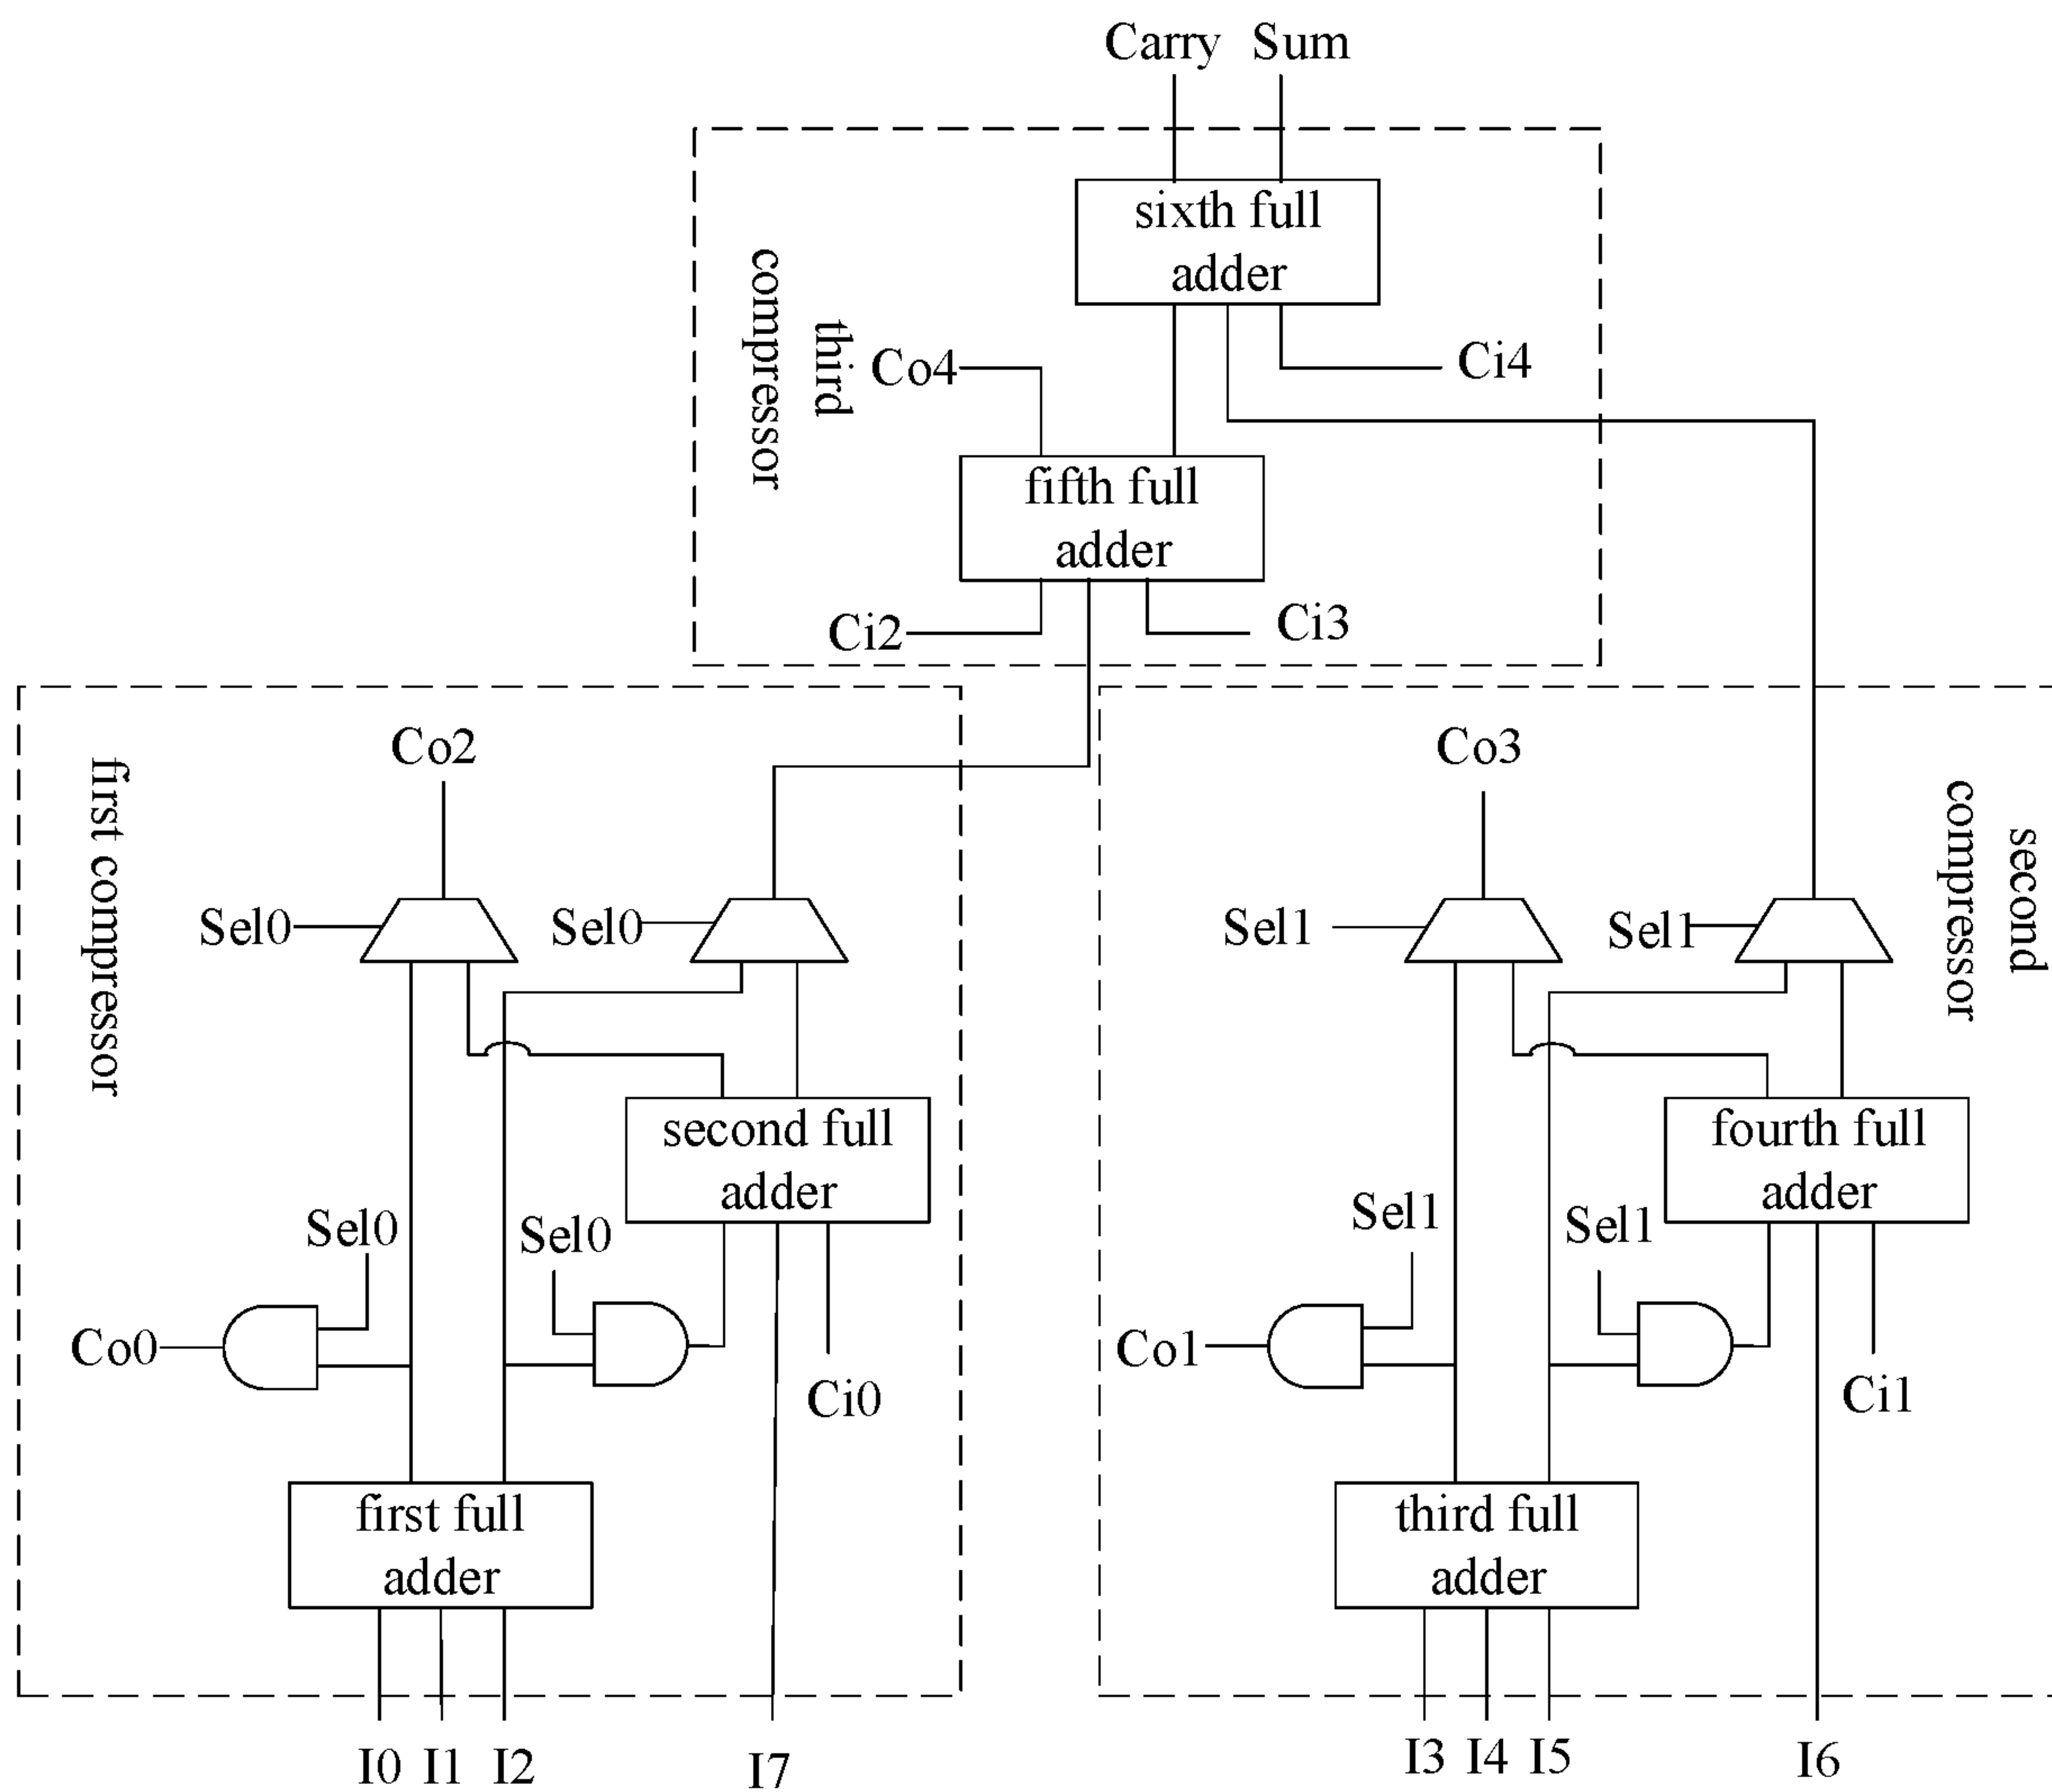 Carry Sum
sixth full
adder
third
compressor
Co4
Ci4
fifth full
adder
Ci2
Ci3
first compressor
Co2
Sel0
Sel0
second full
adder
Sel0
Sel0
Co0
Ci0
first full
adder
I0 I1 I2 I7
second
compressor
Co3
Sel1
Sel1
fourth full
adder
Sel1
Sel1
Co1
Ci1
third full
adder
I3 I4 I5 I6